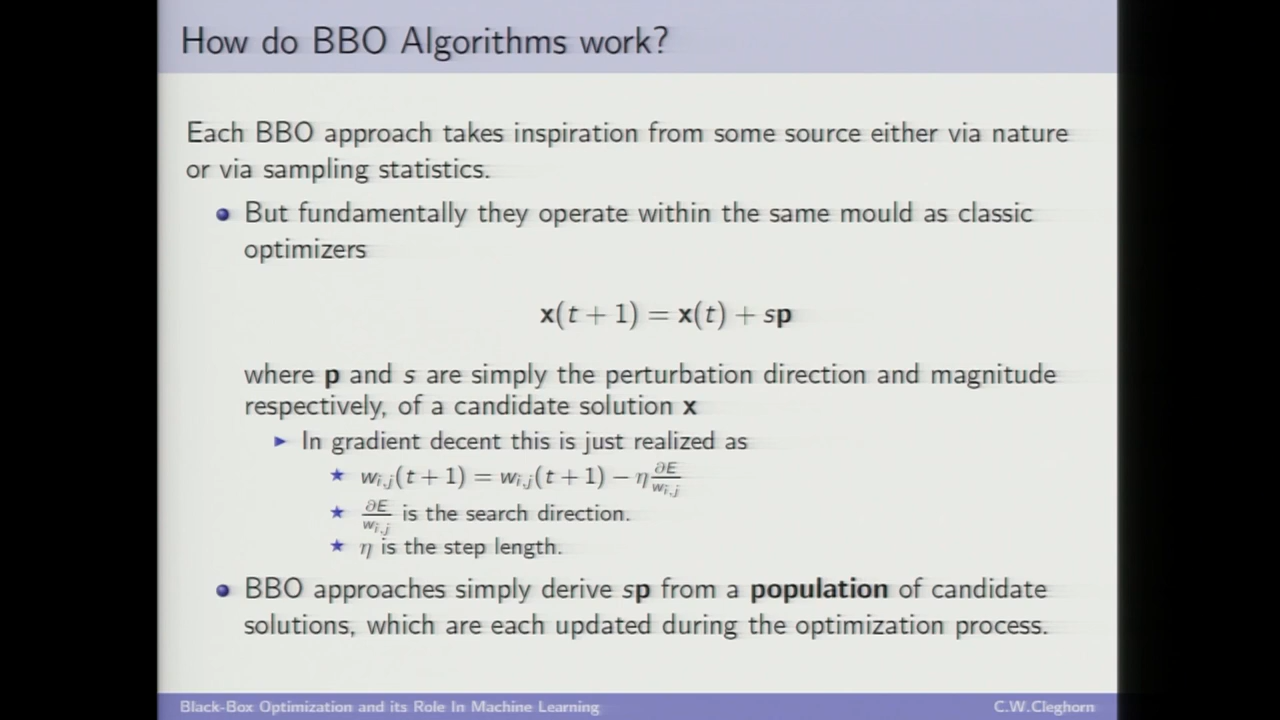 How do BBO Algorithms work?
Each BBO approach takes inspiration from some source either via nature
or via sampling statistics.
But fundamentally they operate within the same mould as classic
optimizers
x(t + 1) = x(t) + sp
where p and s are simply the perturbation direction and magnitude
respectively, of a candidate solution x
In gradient decent this is just realized as
w_{i,j}(t + 1) = w_{i,j}(t + 1) − η ∂E/w_{i,j}
∂E/w_{i,j} is the search direction.
η is the step length.
BBO approaches simply derive sp from a population of candidate
solutions, which are each updated during the optimization process.
Black-Box Optimization and its Role In Machine Learning
C.W.Cleghorn